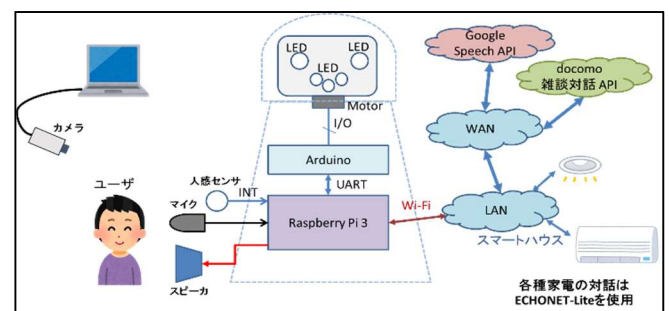 カメラ
ユーザ
人感センサ
INT
マイク
スピーカ
LED
LED
LED
Motor
I/O
Arduino
UART
Raspberry Pi 3
Wi-Fi
Google
Speech API
docomo
雑談対話 API
WAN
LAN
スマートハウス
各種家電の対話は
ECHONET-Liteを使用